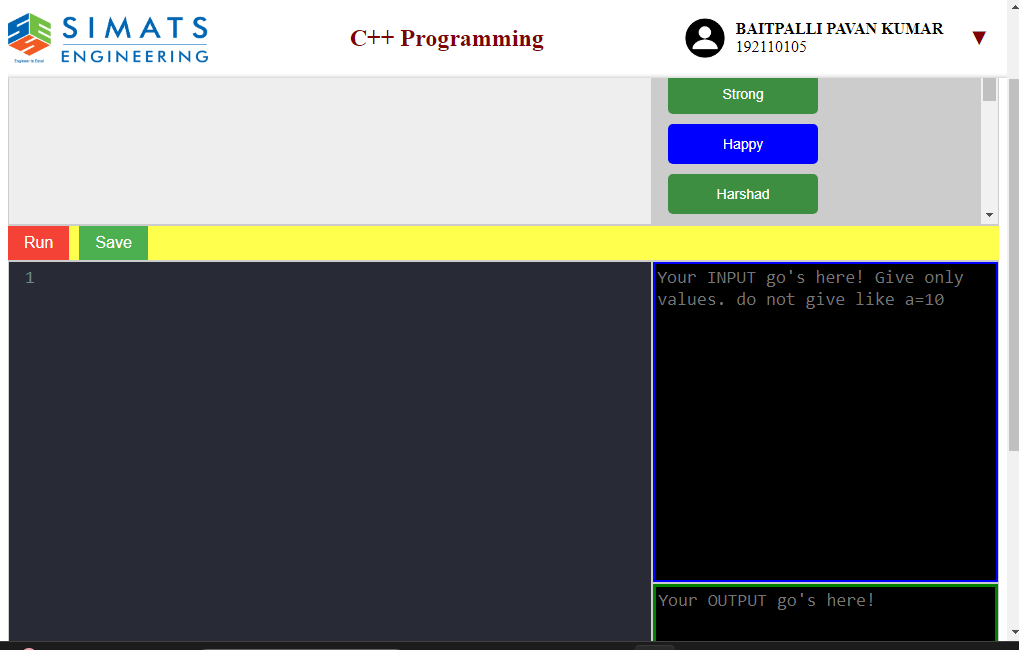 SIMATS
ENGINEERING
Engineer to Excel
C++ Programming
BAITPALLI PAVAN KUMAR
192110105
Strong
Happy
Harshad
Run
Save
1
Your INPUT go's here! Give only
values. do not give like a=10
Your OUTPUT go's here!